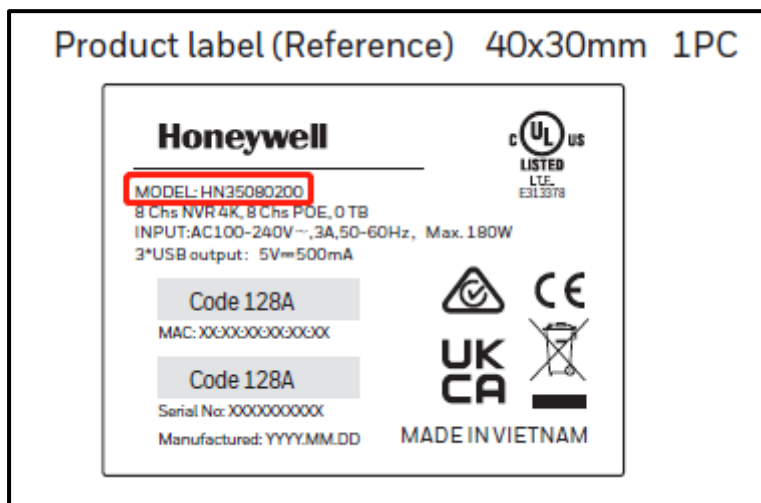 Product label (Reference) 40x30mm 1PC
Honeywell
C UL US
LISTED
I.T.E.
E313378
MODEL: HN35080200
8 Chs NVR 4K, 8 Chs POE, 0 TB
INPUT:AC100-240V~,3A,50-60Hz, Max. 180W
3*USB output: 5V⎓500mA
Code 128A
MAC: XX:XX:XX:XX:XX:XX
CE
Code 128A
UK
CA
Serial No: XXXXXXXXXX
Manufactured: YYYY.MM.DD
MADE IN VIETNAM